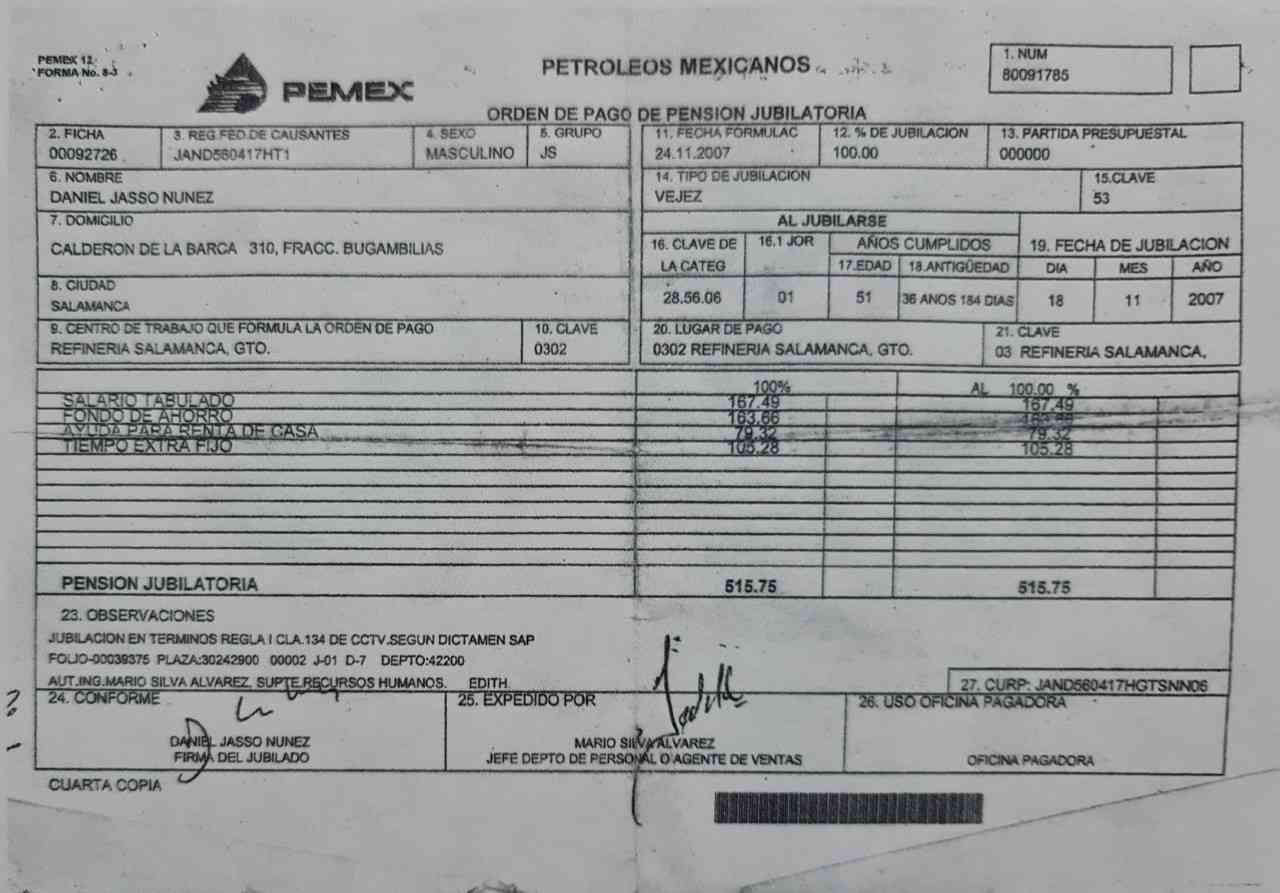 PEMEX 12
FORMA No. 8-3
PEMEX
PETROLEOS MEXICANOS
1. NUM
80091785
ORDEN DE PAGO DE PENSION JUBILATORIA
2. FICHA 3. REG.FED.DE CAUSANTES 4. SEXO 5. GRUPO 11. FECHA FORMULAC 12. % DE JUBILACION 13. PARTIDA PRESUPUESTAL
00092726 JAND560417HT1 MASCULINO JS 24.11.2007 100.00 000000
6. NOMBRE 14. TIPO DE JUBILACION 15.CLAVE
DANIEL JASSO NUNEZ VEJEZ 53
7. DOMICILIO AL JUBILARSE
CALDERON DE LA BARCA 310, FRACC. BUGAMBILIAS 16. CLAVE DE LA CATEG 16.1 JOR AÑOS CUMPLIDOS 19. FECHA DE JUBILACION
17.EDAD 18.ANTIGÜEDAD DIA MES AÑO
8. CIUDAD
SALAMANCA 28.56.06 01 51 36 ANOS 184 DIAS 18 11 2007
9. CENTRO DE TRABAJO QUE FORMULA LA ORDEN DE PAGO 10. CLAVE 20. LUGAR DE PAGO 21. CLAVE
REFINERIA SALAMANCA, GTO. 0302 0302 REFINERIA SALAMANCA, GTO. 03 REFINERIA SALAMANCA,
100% AL 100.00 %
SALARIO TABULADO 167.49 167.49
FONDO DE AHORRO 163.66 163.66
AYUDA PARA RENTA DE CASA 79.32 79.32
TIEMPO EXTRA FIJO 105.28 105.28
PENSION JUBILATORIA 515.75 515.75
23. OBSERVACIONES
JUBILACION EN TERMINOS REGLA I CLA.134 DE CCTV.SEGUN DICTAMEN SAP
FOLIO-00039375 PLAZA:30242900 00002 J-01 D-7 DEPTO:42200
AUT.ING.MARIO SILVA ALVAREZ. SUPTE.RECURSOS HUMANOS. EDITH. 27. CURP: JAND560417HGTSNN06
24. CONFORME 25. EXPEDIDO POR 26. USO OFICINA PAGADORA
DANIEL JASSO NUNEZ MARIO SILVA ALVAREZ
FIRMA DEL JUBILADO JEFE DEPTO DE PERSONAL O AGENTE DE VENTAS OFICINA PAGADORA
CUARTA COPIA